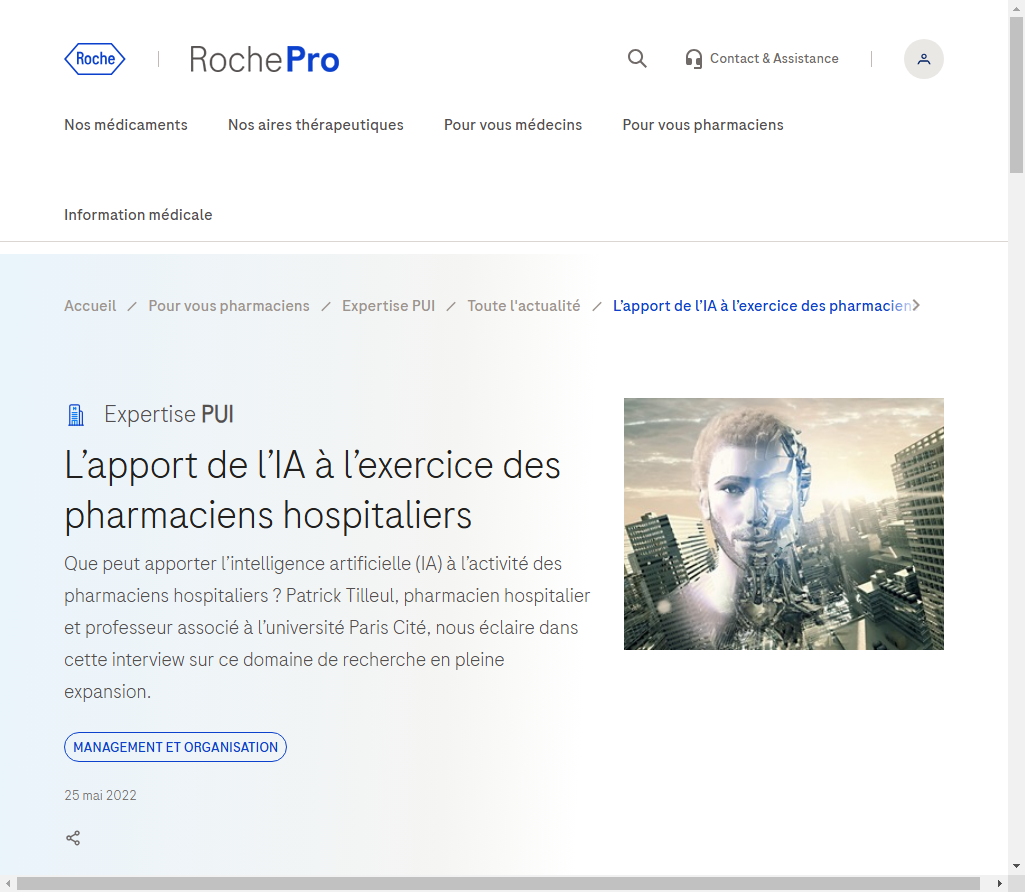 Roche
RochePro
Contact & Assistance
Nos médicaments
Nos aires thérapeutiques
Pour vous médecins
Pour vous pharmaciens
Information médicale
Accueil / Pour vous pharmaciens / Expertise PUI / Toute l'actualité / L’apport de l’IA à l’exercice des pharmacien
Expertise PUI
L’apport de l’IA à l’exercice des
pharmaciens hospitaliers
Que peut apporter l’intelligence artificielle (IA) à l’activité des
pharmaciens hospitaliers ? Patrick Tilleul, pharmacien hospitalier
et professeur associé à l’université Paris Cité, nous éclaire dans
cette interview sur ce domaine de recherche en pleine
expansion.
MANAGEMENT ET ORGANISATION
25 mai 2022